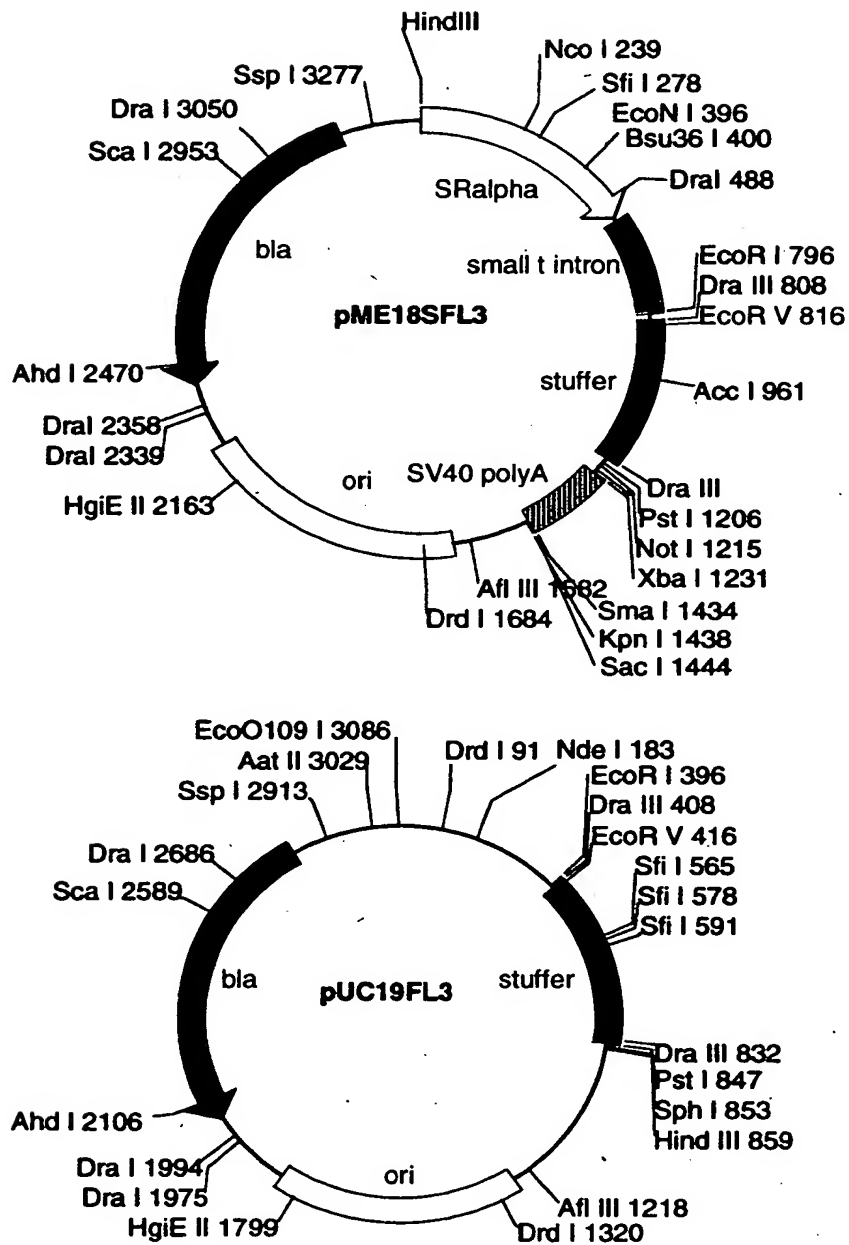 HindIII
Nco I 239
Ssp I 3277
Sfi I 278
Dra I 3050
EcoN I 396
Bsu36 I 400
Sca I 2953
DraI 488
SRalpha
bla
small t intron
EcoR I 796
Dra III 808
pME18SFL3
EcoR V 816
Ahd I 2470
stuffer
Acc I 961
DraI 2358
DraI 2339
SV40 polyA
ori
HgiE II 2163
Dra III
Pst I 1206
Not I 1215
Xba I 1231
Afl III 1682
Sma I 1434
Drd I 1684
Kpn I 1438
Sac I 1444
EcoO109 I 3086
Drd I 91
Nde I 183
Aat II 3029
EcoR I 396
Ssp I 2913
Dra III 408
EcoR V 416
Dra I 2686
Sfi I 565
Sca I 2589
Sfi I 578
Sfi I 591
bla
pUC19FL3
stuffer
Dra III 832
Pst I 847
Ahd I 2106
Sph I 853
Hind III 859
Dra I 1994
ori
Dra I 1975
Afl III 1218
HgiE II 1799
Drd I 1320